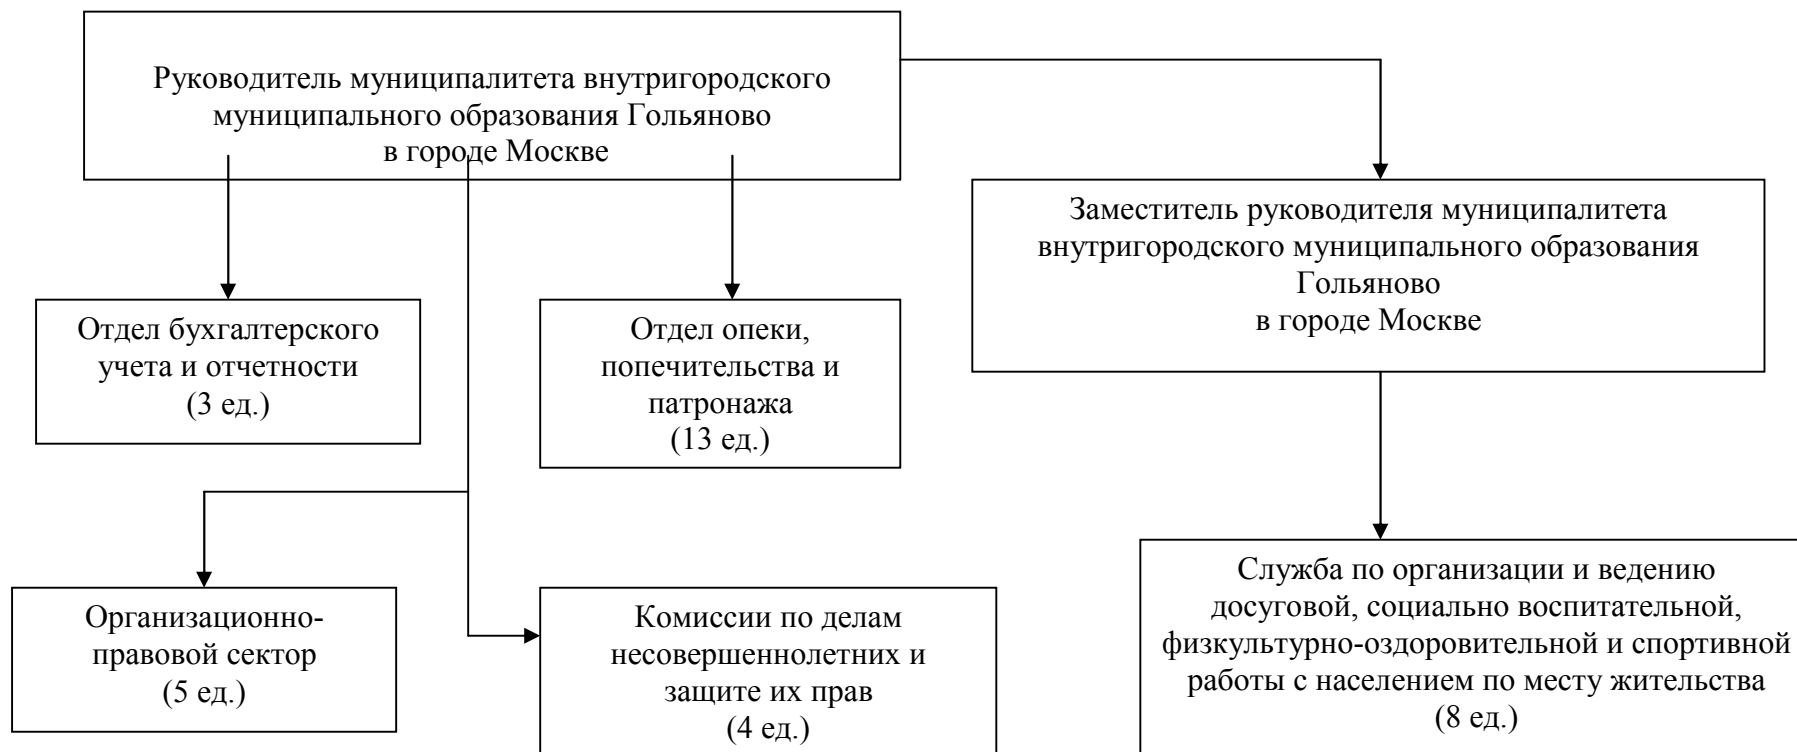 Руководитель муниципалитета внутригородского
муниципального образования Гольяново
в городе Москве
Заместитель руководителя муниципалитета
внутригородского муниципального образования
Гольяново
в городе Москве
Отдел бухгалтерского
учета и отчетности
(3 ед.)
Отдел опеки,
попечительства и
патронажа
(13 ед.)
Организационно-
правовой сектор
(5 ед.)
Комиссии по делам
несовершеннолетних и
защите их прав
(4 ед.)
Служба по организации и ведению
досуговой, социально воспитательной,
физкультурно-оздоровительной и спортивной
работы с населением по месту жительства
(8 ед.)